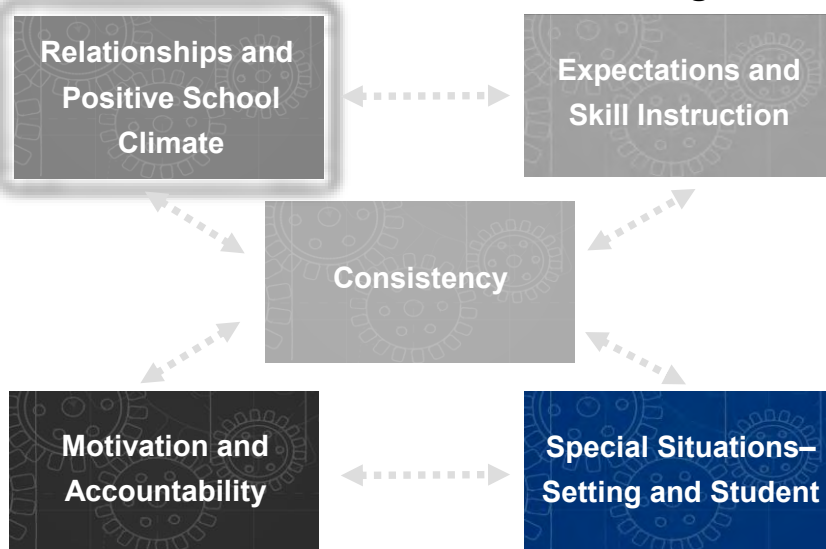 Relationships and
Positive School
Climate
Expectations and
Skill Instruction
Consistency
Motivation and
Accountability
Special Situations–
Setting and Student